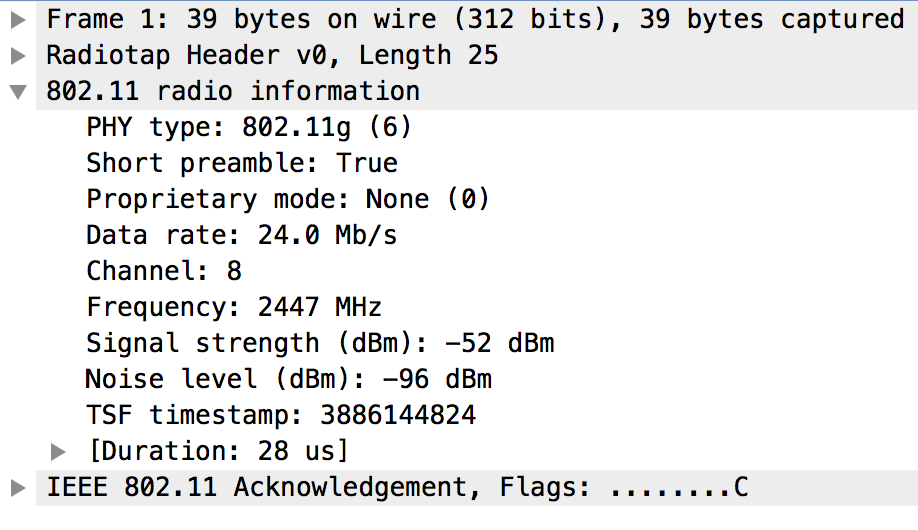 Frame 1: 39 bytes on wire (312 bits), 39 bytes captured
Radiotap Header v0, Length 25
802.11 radio information
PHY type: 802.11g (6)
Short preamble: True
Proprietary mode: None (0)
Data rate: 24.0 Mb/s
Channel: 8
Frequency: 2447 MHz
Signal strength (dBm): -52 dBm
Noise level (dBm): -96 dBm
TSF timestamp: 3886144824
[Duration: 28 us]
IEEE 802.11 Acknowledgement, Flags: ........C